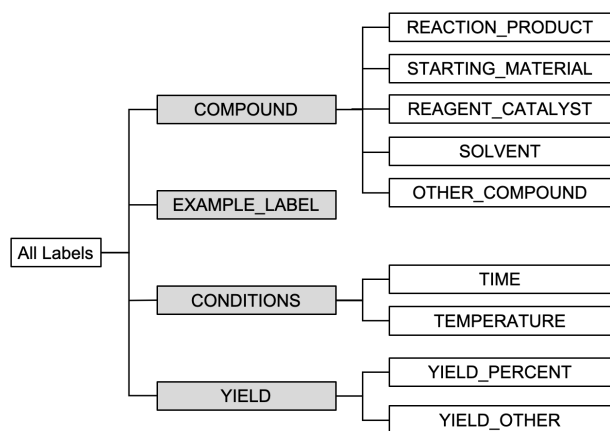 All Labels
COMPOUND
REACTION_PRODUCT
STARTING_MATERIAL
REAGENT_CATALYST
SOLVENT
OTHER_COMPOUND
EXAMPLE_LABEL
CONDITIONS
TIME
TEMPERATURE
YIELD
YIELD_PERCENT
YIELD_OTHER